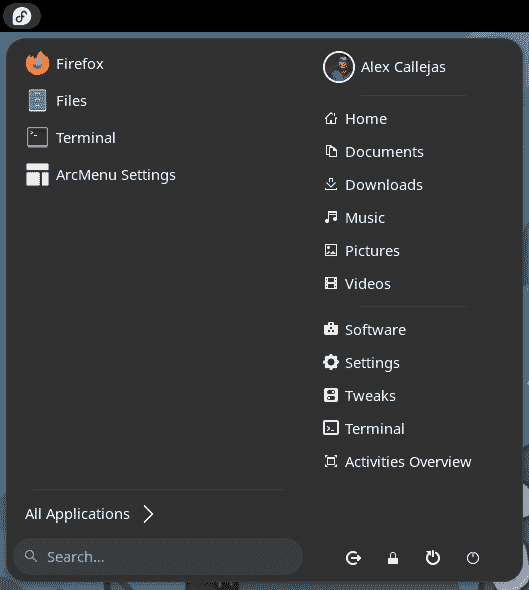 Firefox
Files
Terminal
ArcMenu Settings
All Applications
Search...
Alex Callejas
Home
Documents
Downloads
Music
Pictures
Videos
Software
Settings
Tweaks
Terminal
Activities Overview